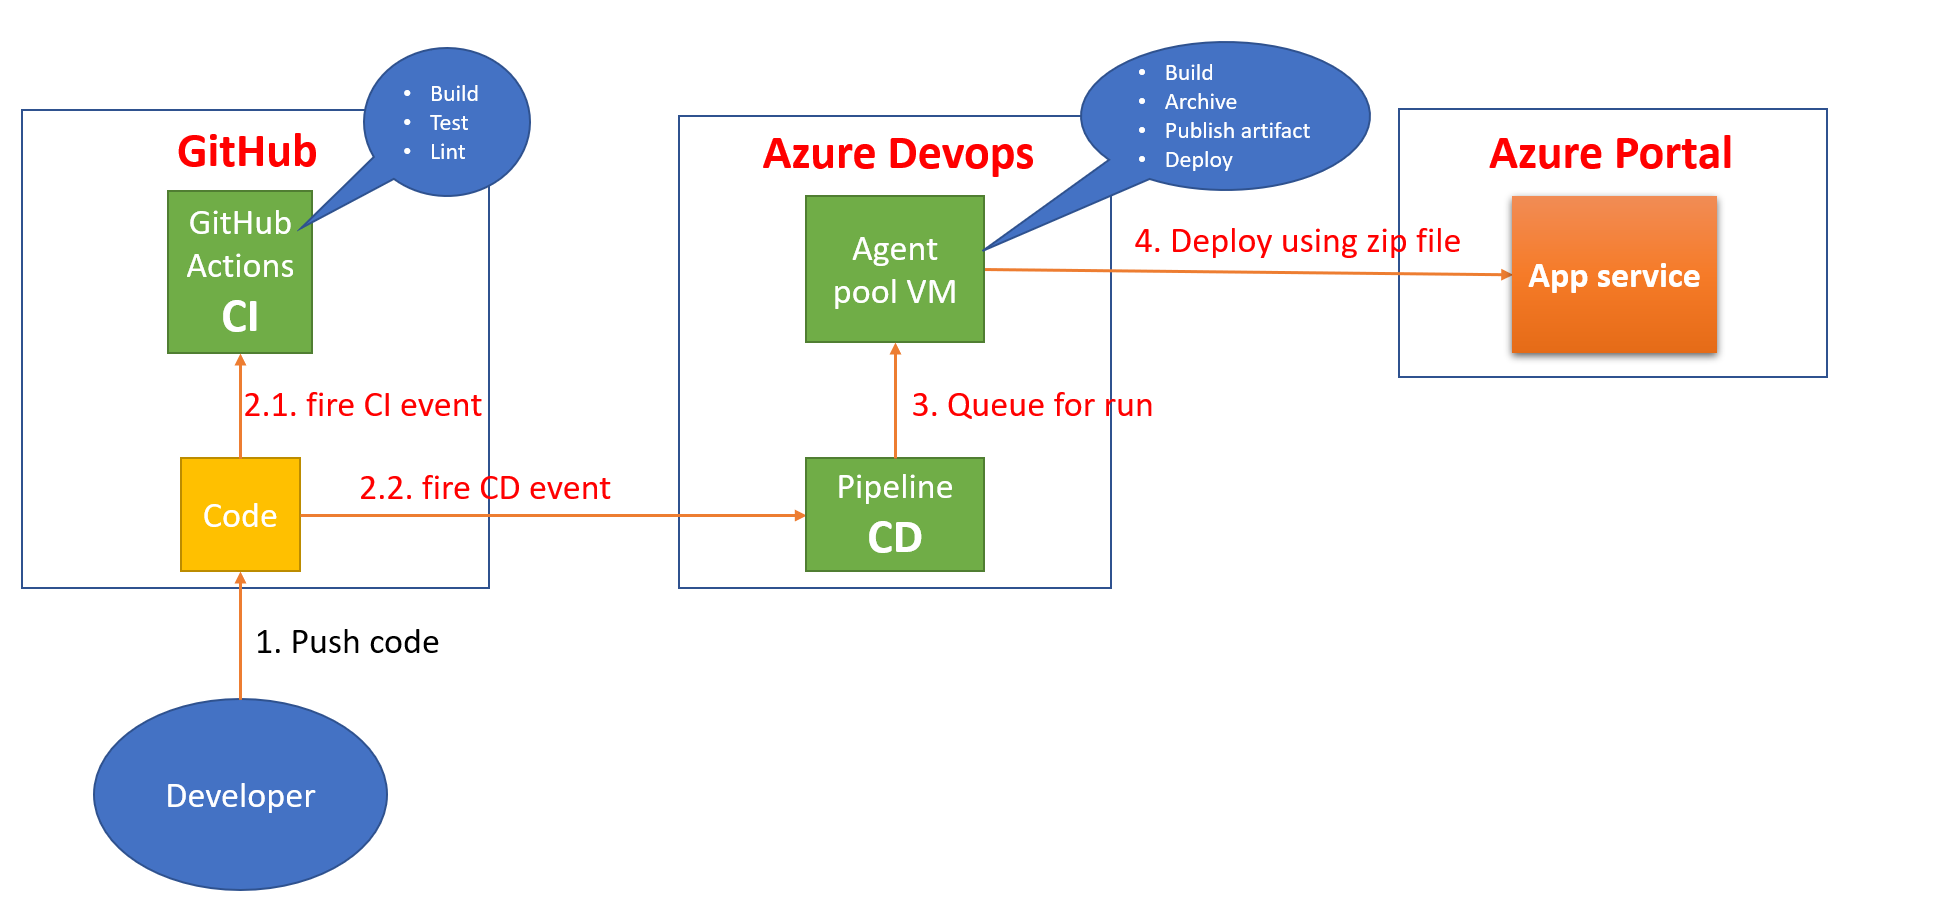 GitHub
• Build
• Test
• Lint
GitHub
Actions
CI
2.1. fire CI event
Code
2.2. fire CD event
1. Push code
Developer
Azure Devops
• Build
• Archive
• Publish artifact
• Deploy
Agent
pool VM
3. Queue for run
Pipeline
CD
4. Deploy using zip file
Azure Portal
App service